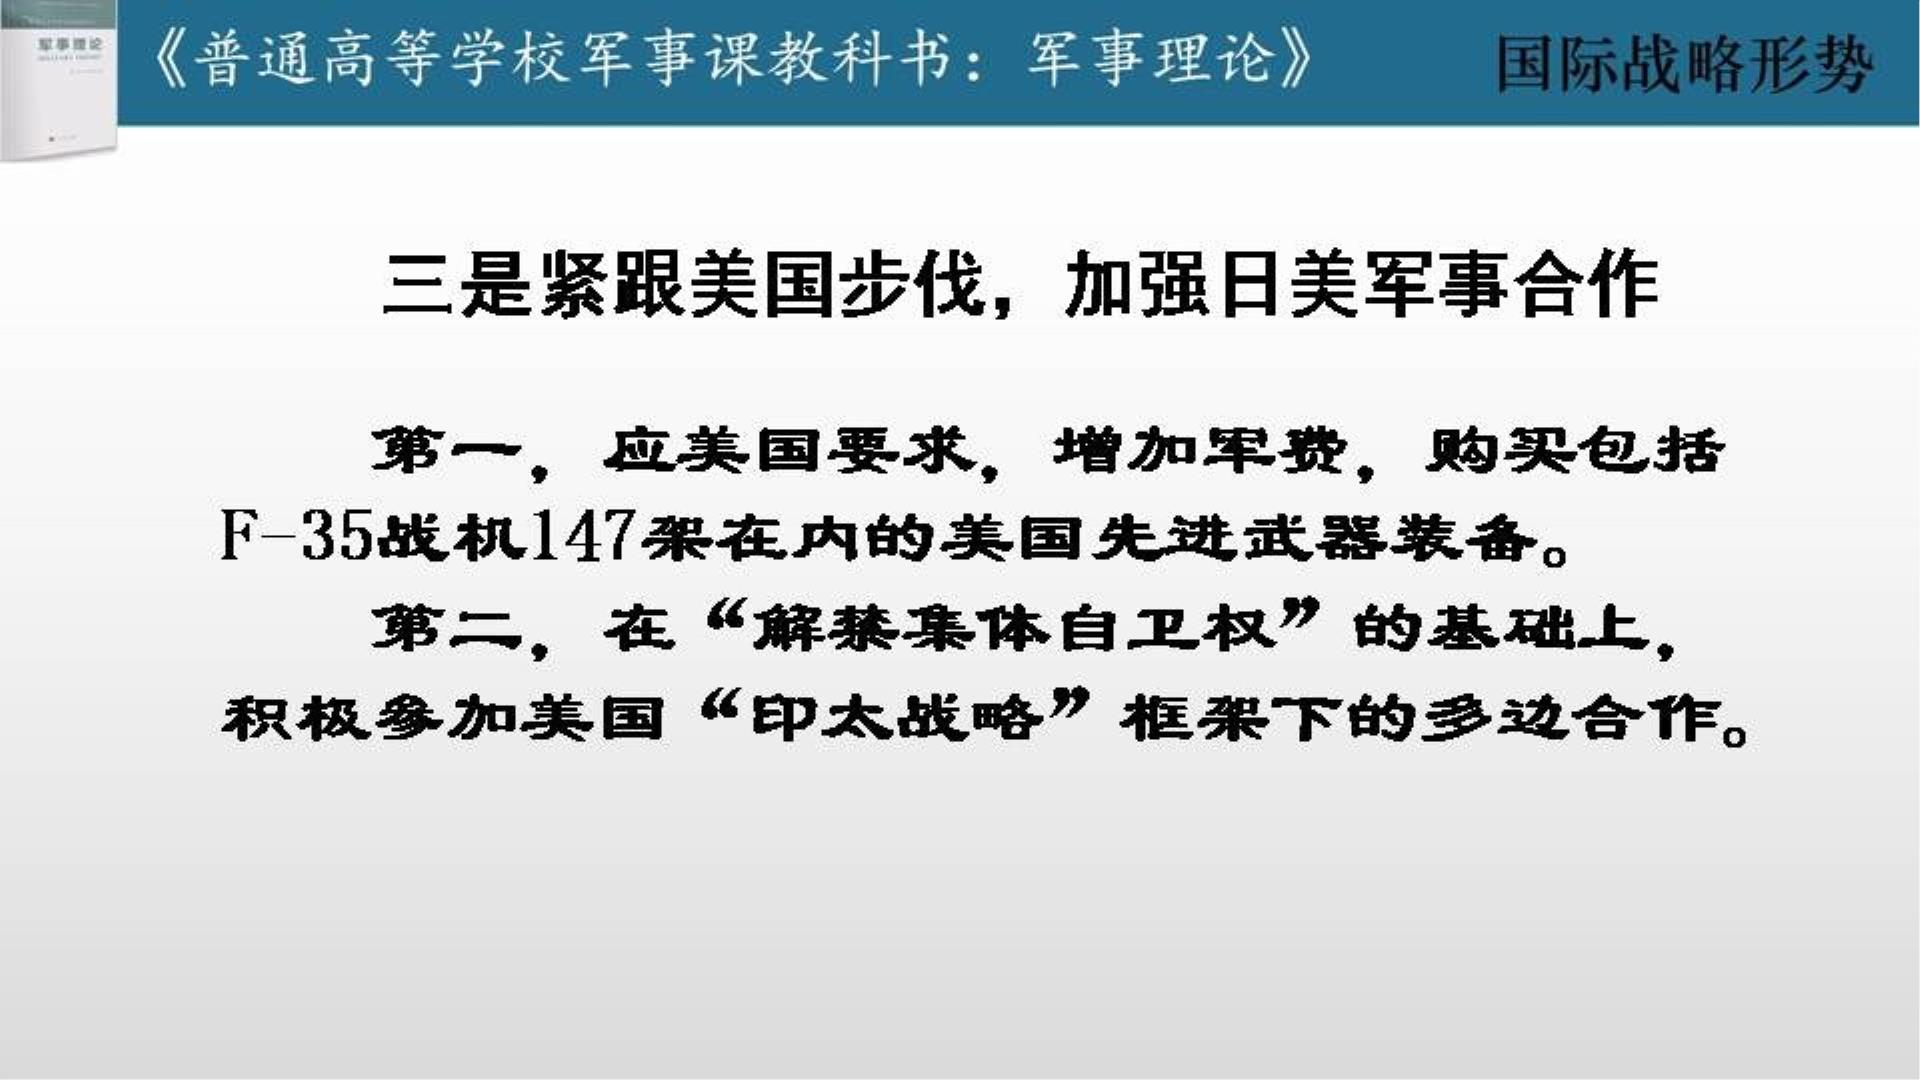 军事理论
《普通高等学校军事课教科书：军事理论》
国际战略形势
三是紧跟美国步伐，加强日美军事合作
第一，应美国要求，增加军费，购买包括
F-35战机147架在内的美国先进武器装备。
第二，在“解禁集体自卫权”的基础上，
积极参加美国“印太战略”框架下的多边合作。